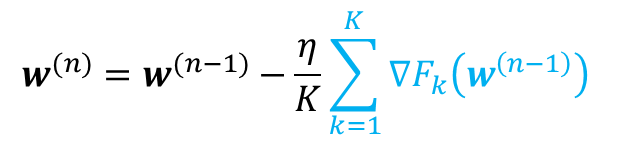 𝒘⁽ⁿ⁾ = 𝒘⁽ⁿ⁻¹⁾ − η/K ∑_{k=1}^{K} ∇F_k(𝒘⁽ⁿ⁻¹⁾)